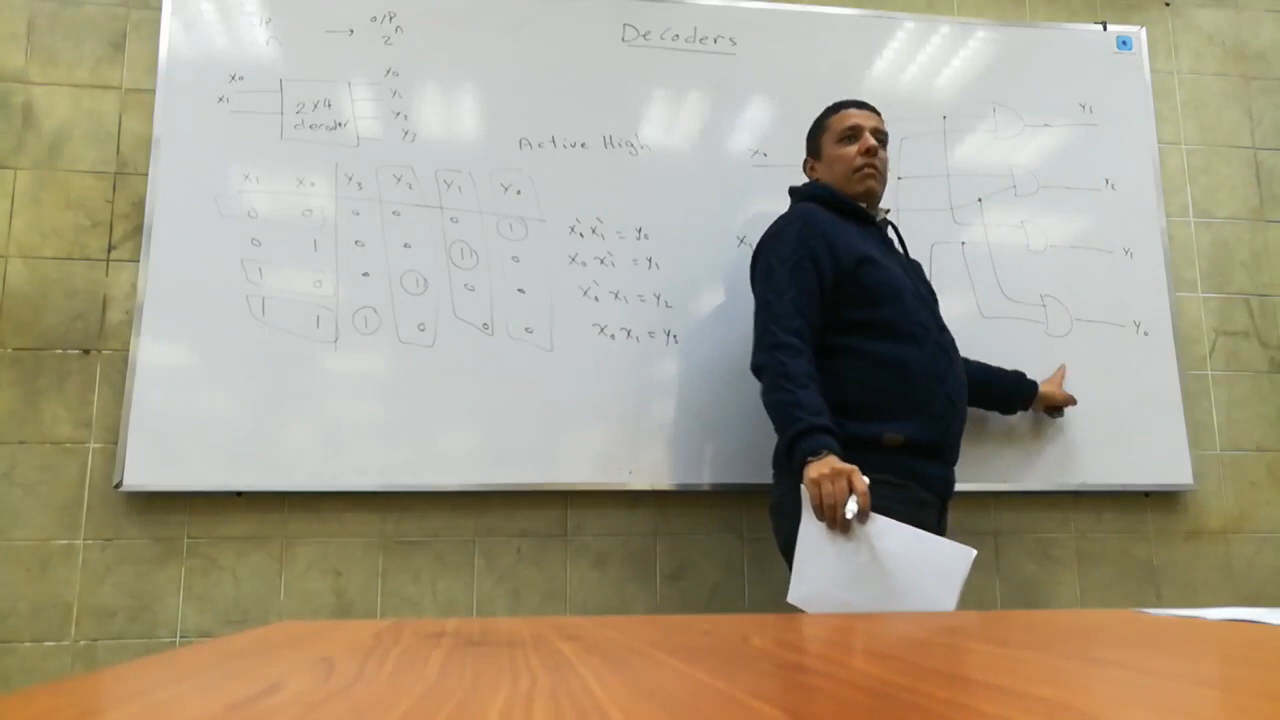 Decoders
I/P → O/P
n 2ⁿ
X₀ Y₀
X₁ Y₁
2x4 Y₂
decoder Y₃
Active High
X₁ X₀ Y₃ Y₂ Y₁ Y₀
0 0 0 0 0 1
0 1 0 0 1 0
1 0 0 1 0 0
1 1 1 0 0 0
X₀` X₁` = Y₀
X₀ X₁` = Y₁
X₀` X₁ = Y₂
X₀ X₁ = Y₃
X₀
X₁
Y₃
Y₂
Y₁
Y₀